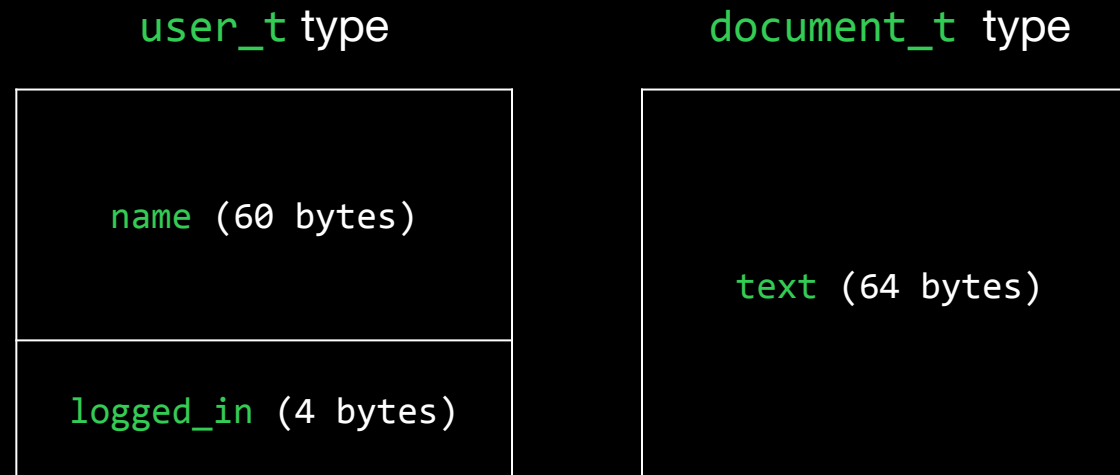 user_t type
document_t type
name (60 bytes)
text (64 bytes)
logged_in (4 bytes)